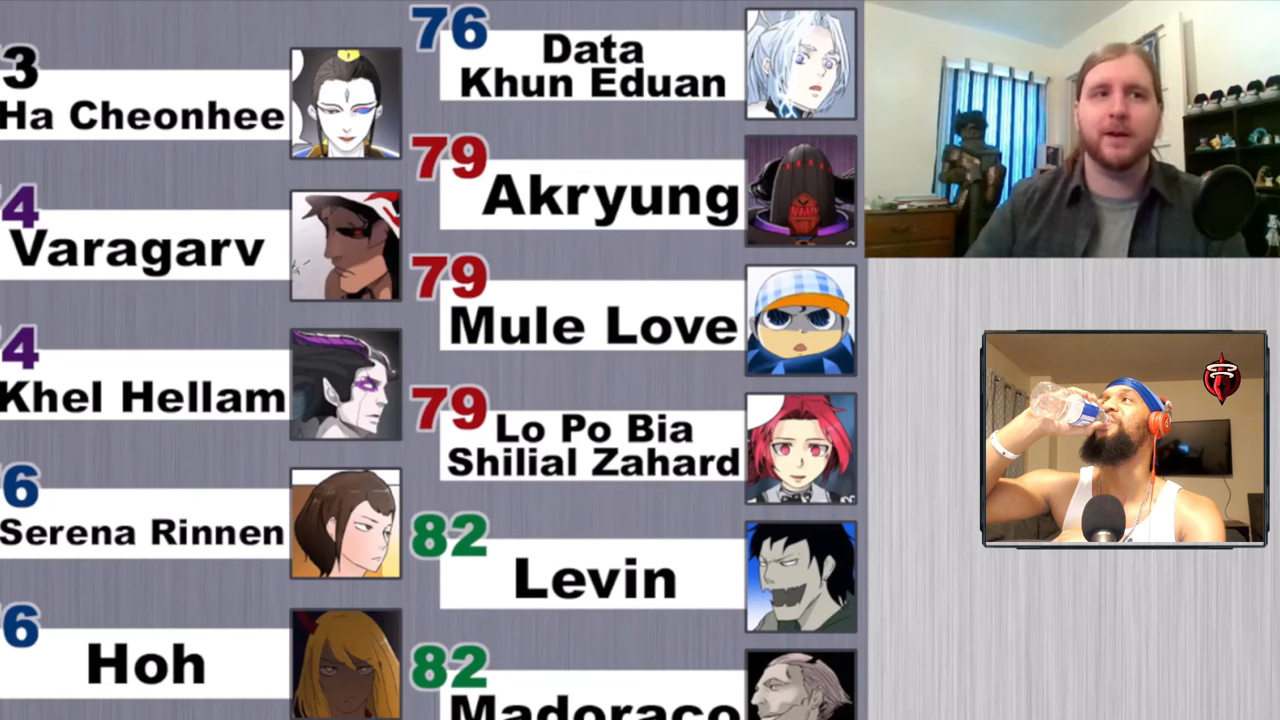 3
Ha Cheonhee
4
Varagarv
4
Khel Hellam
6
Serena Rinnen
6
Hoh
76
Data
Khun Eduan
79
Akryung
79
Mule Love
79
Lo Po Bia
Shilial Zahard
82
Levin
82
Madoraco